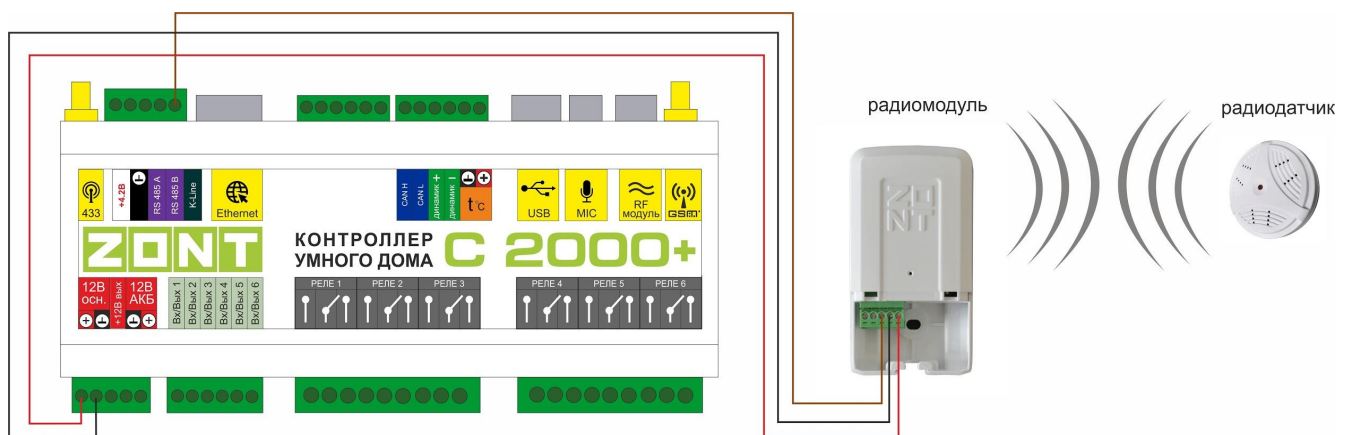 радиомодуль
радиодатчик
433
+4.2В
RS 485 A
RS 485 B
K-Line
Ethernet
CAN H
CAN L
динамик +
динамик −
t°c
USB
MIC
RF
модуль
GSM
ZONT
КОНТРОЛЛЕР
УМНОГО ДОМА
C 2000+
ZONT
12В
осн.
+12В вых
12В
АКБ
Вх/Вых 1
Вх/Вых 2
Вх/Вых 3
Вх/Вых 4
Вх/Вых 5
Вх/Вых 6
РЕЛЕ 1
РЕЛЕ 2
РЕЛЕ 3
РЕЛЕ 4
РЕЛЕ 5
РЕЛЕ 6